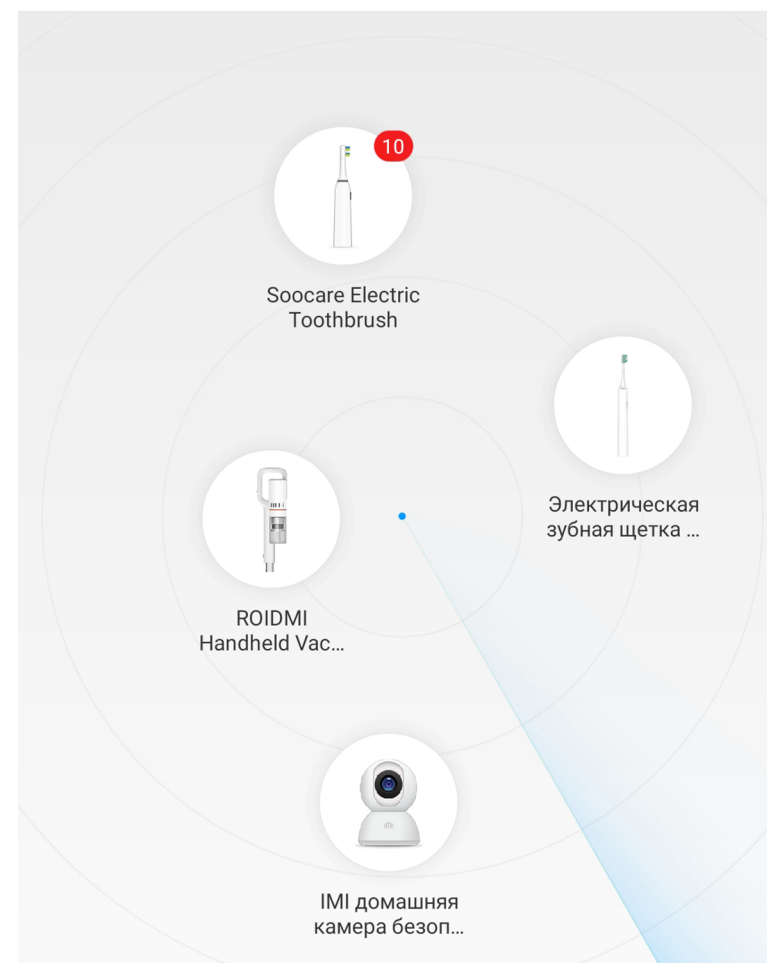 10
Soocare Electric
Toothbrush
Электрическая
зубная щетка ...
ROIDMI
Handheld Vac...
IMI домашняя
камера безоп...